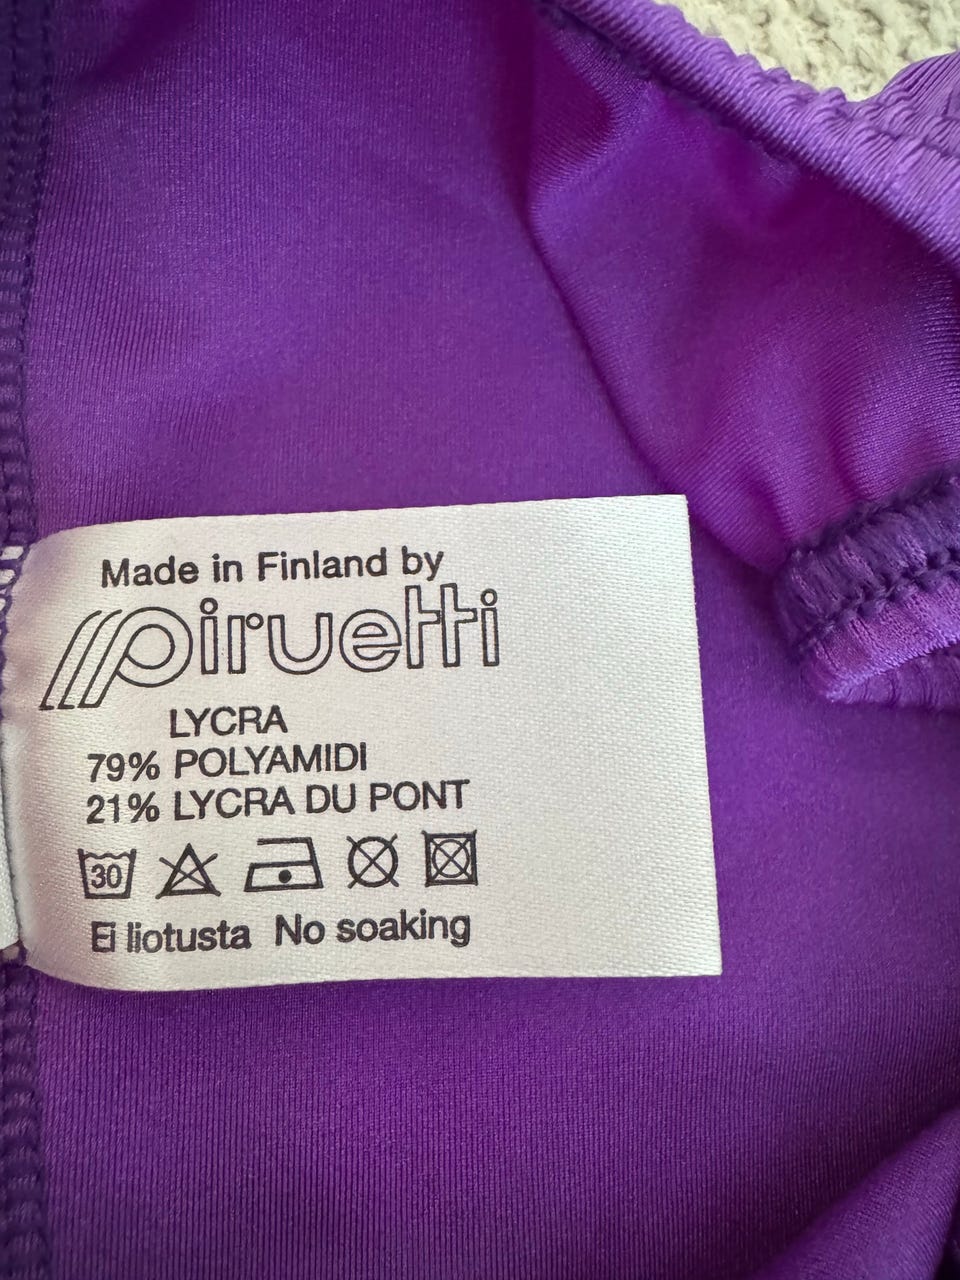 Made in Finland by
piruetti
LYCRA
79% POLYAMIDI
21% LYCRA DU PONT
30
Ei liotusta No soaking